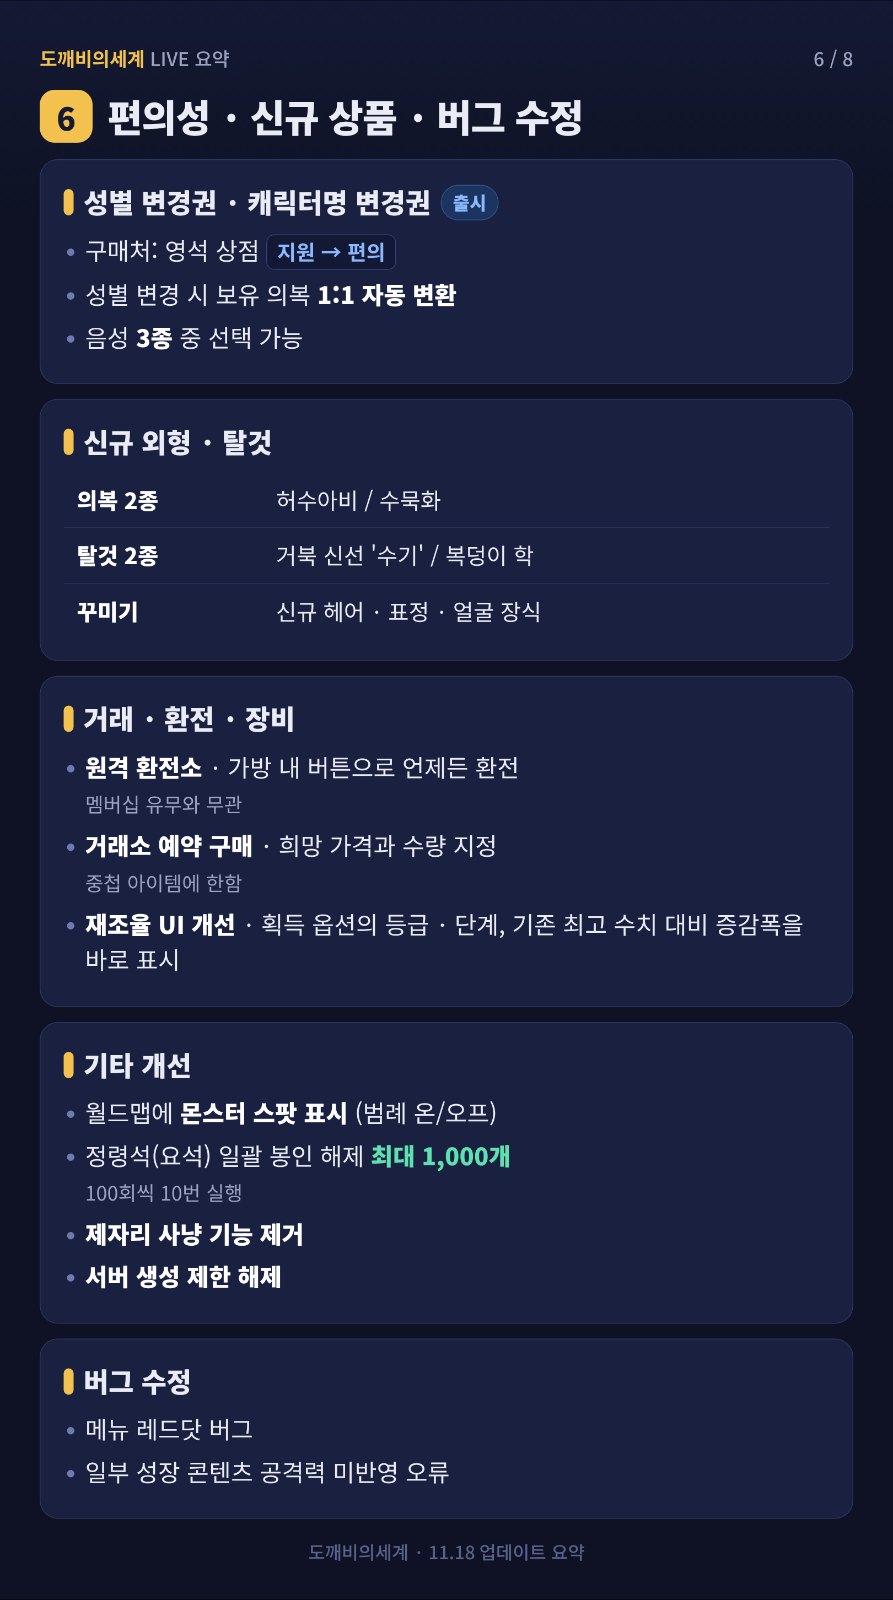 도깨비의세계 LIVE 요약
6 / 8
6 편의성 · 신규 상품 · 버그 수정
성별 변경권 · 캐릭터명 변경권 출시
구매처: 영석 상점 지원 → 편의
성별 변경 시 보유 의복 1:1 자동 변환
음성 3종 중 선택 가능
신규 외형 · 탈것
의복 2종 허수아비 / 수묵화
탈것 2종 거북 신선 '수기' / 복덩이 학
꾸미기 신규 헤어 · 표정 · 얼굴 장식
거래 · 환전 · 장비
원격 환전소 · 가방 내 버튼으로 언제든 환전
멤버십 유무와 무관
거래소 예약 구매 · 희망 가격과 수량 지정
중첩 아이템에 한함
재조율 UI 개선 · 획득 옵션의 등급 · 단계, 기존 최고 수치 대비 증감폭을
바로 표시
기타 개선
월드맵에 몬스터 스팟 표시 (범례 온/오프)
정령석(요석) 일괄 봉인 해제 최대 1,000개
100회씩 10번 실행
제자리 사냥 기능 제거
서버 생성 제한 해제
버그 수정
메뉴 레드닷 버그
일부 성장 콘텐츠 공격력 미반영 오류
도깨비의세계 · 11.18 업데이트 요약